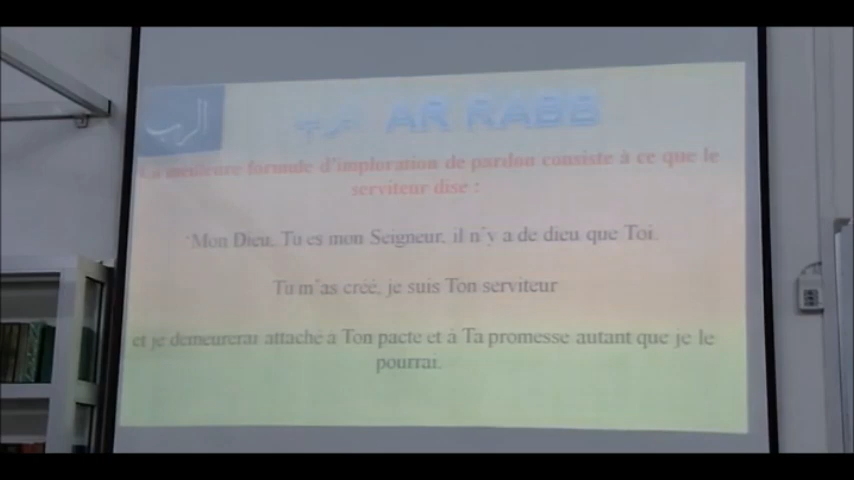 الرب
AR RABB
La meilleure formule d'imploration de pardon consiste à ce que le
serviteur dise :
'Mon Dieu, Tu es mon Seigneur, il n'y a de dieu que Toi.
Tu m'as créé, je suis Ton serviteur
et je demeurerai attaché à Ton pacte et à Ta promesse autant que je le
pourrai.